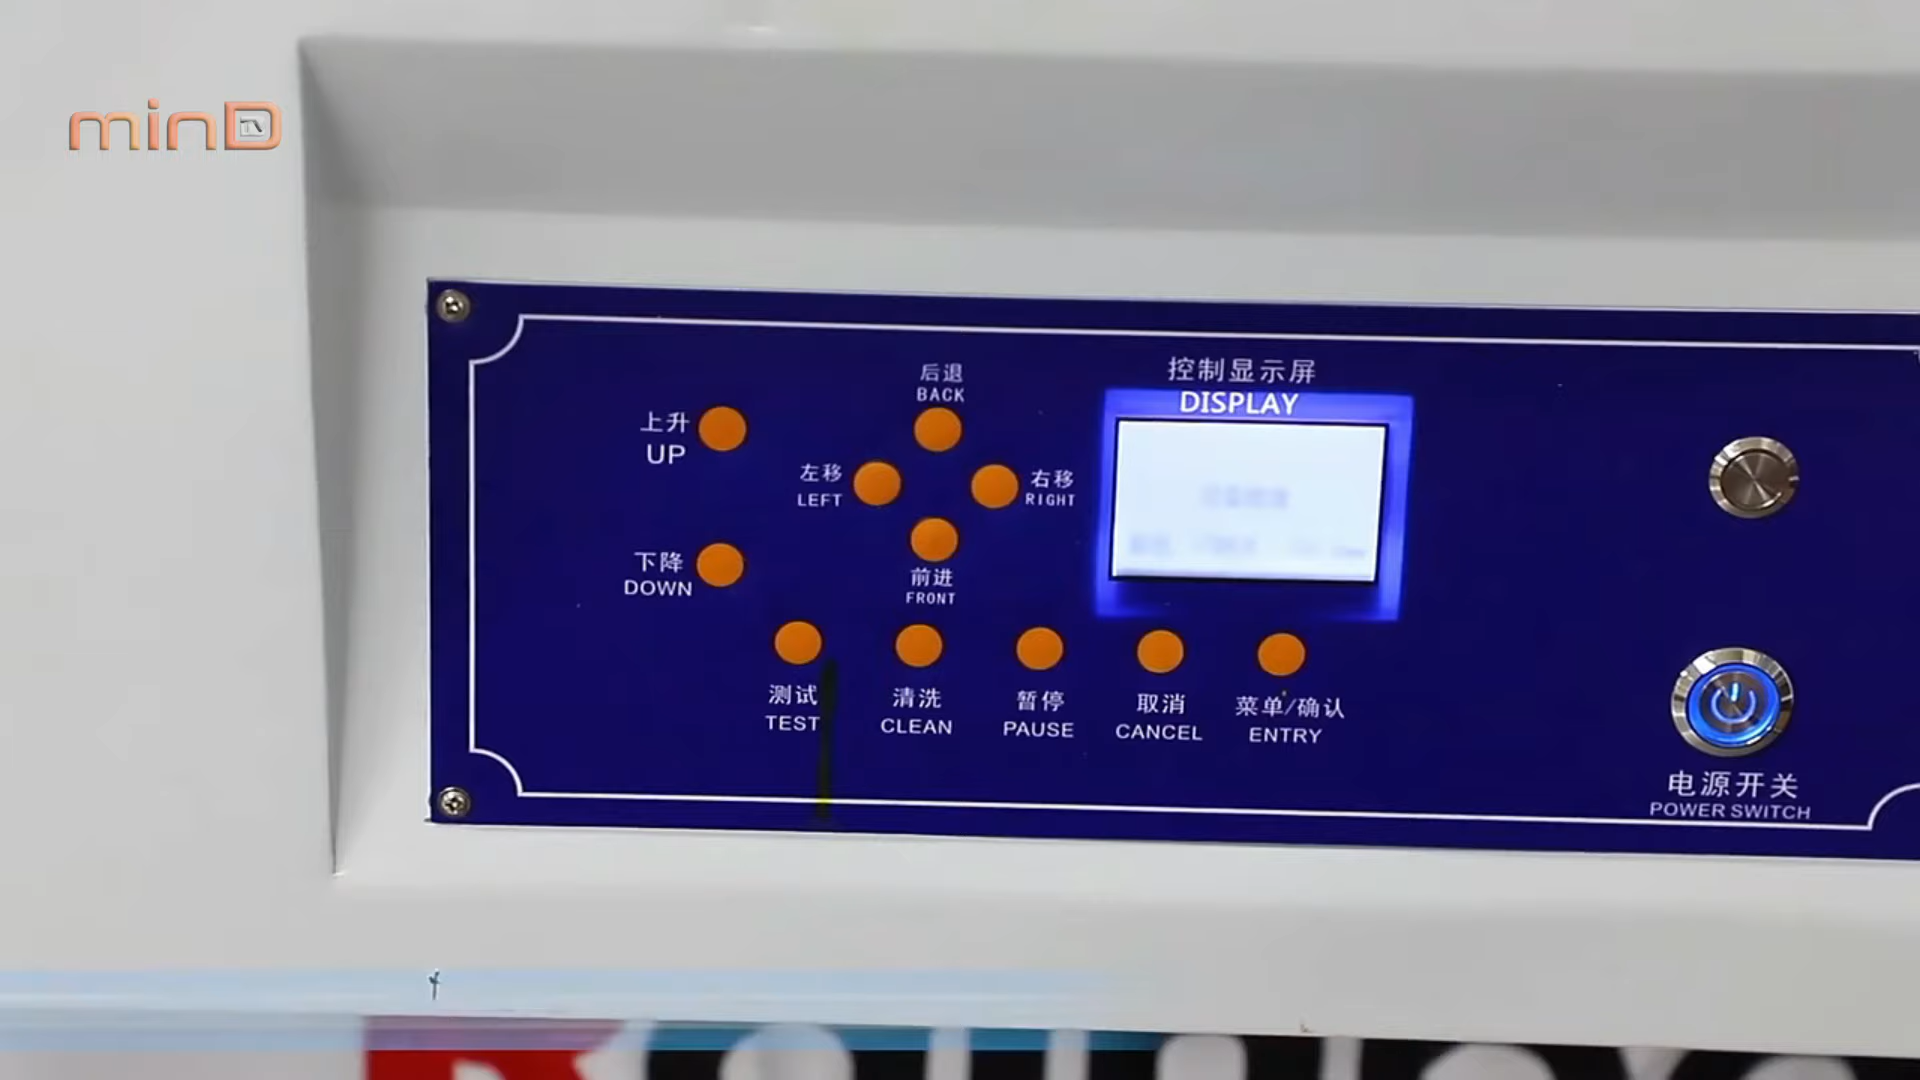 minD
TV
控制显示屏
DISPLAY
后退
BACK
上升
UP
左移
LEFT
右移
RIGHT
前进
FRONT
下降
DOWN
测试
TEST
清洗
CLEAN
暂停
PAUSE
取消
CANCEL
菜单/确认
ENTRY
电源开关
POWER SWITCH